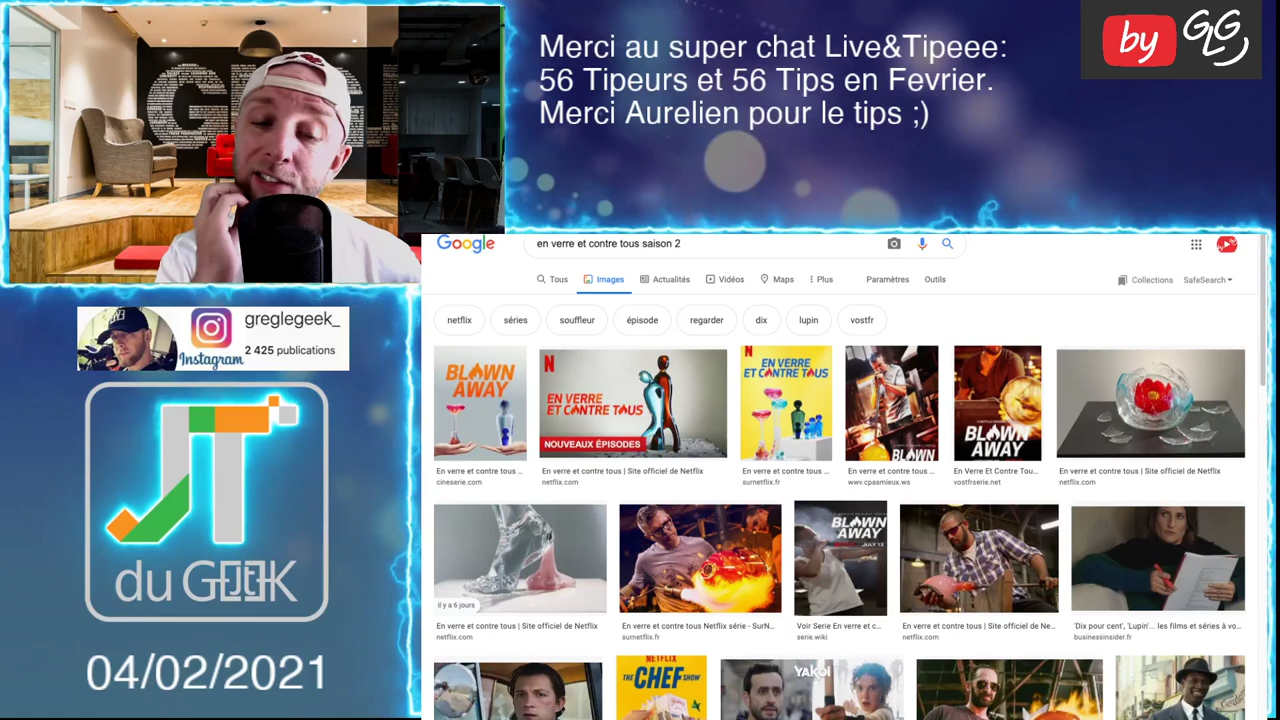 Merci au super chat Live&Tipeee:
56 Tipeurs et 56 Tips en Fevrier.
Merci Aurelien pour le tips ;)
by GLG
greglegeek_
Instagram
2 425 publications
JT
du GEEK
04/02/2021
Google
en verre et contre tous saison 2
Tous Images Actualités Vidéos Maps Plus Paramètres Outils Collections SafeSearch
netflix séries souffleur épisode regarder dix lupin vostfr
BLOWN AWAY
N
EN VERRE ET CONTRE TOUS
NOUVEAUX ÉPISODES
N
EN VERRE ET CONTRE TOUS
BLOWN
BLOWN AWAY
En verre et contre tous ...
cineserie.com
En verre et contre tous | Site officiel de Netflix
netflix.com
En verre et contre tous ...
surnetflix.fr
En verre et contre tous ...
www.cpasmieux.ws
En Verre Et Contre Tou...
vostfrserie.net
En verre et contre tous | Site officiel de Netflix
netflix.com
BLOWN AWAY
JULY 12
il y a 6 jours
En verre et contre tous | Site officiel de Netflix
netflix.com
En verre et contre tous Netflix série - SurN...
surnetflix.fr
Voir Serie En verre et c...
serie.wiki
En verre et contre tous | Site officiel de Ne...
netflix.com
'Dix pour cent', 'Lupin'... les films et séries à vo...
businessinsider.fr
NETFLIX
THE CHEF SHOW
YAKOI